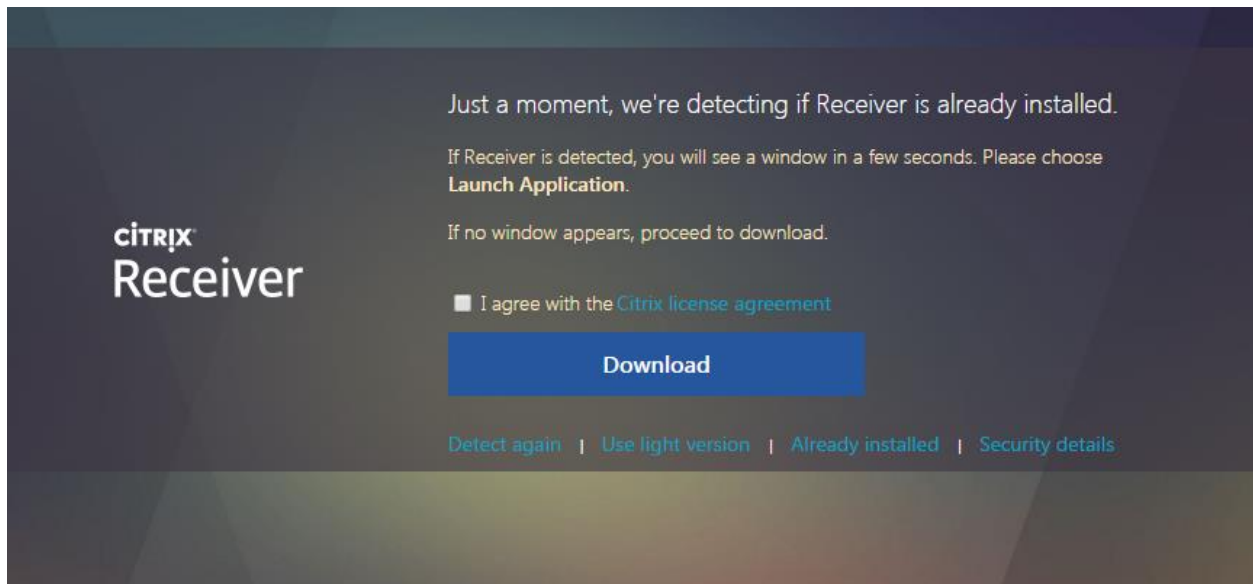 Just a moment, we're detecting if Receiver is already installed.
If Receiver is detected, you will see a window in a few seconds. Please choose
Launch Application.
If no window appears, proceed to download.
CİTRỊX
Receiver
I agree with the Citrix license agreement
Download
Detect again | Use light version | Already installed | Security details